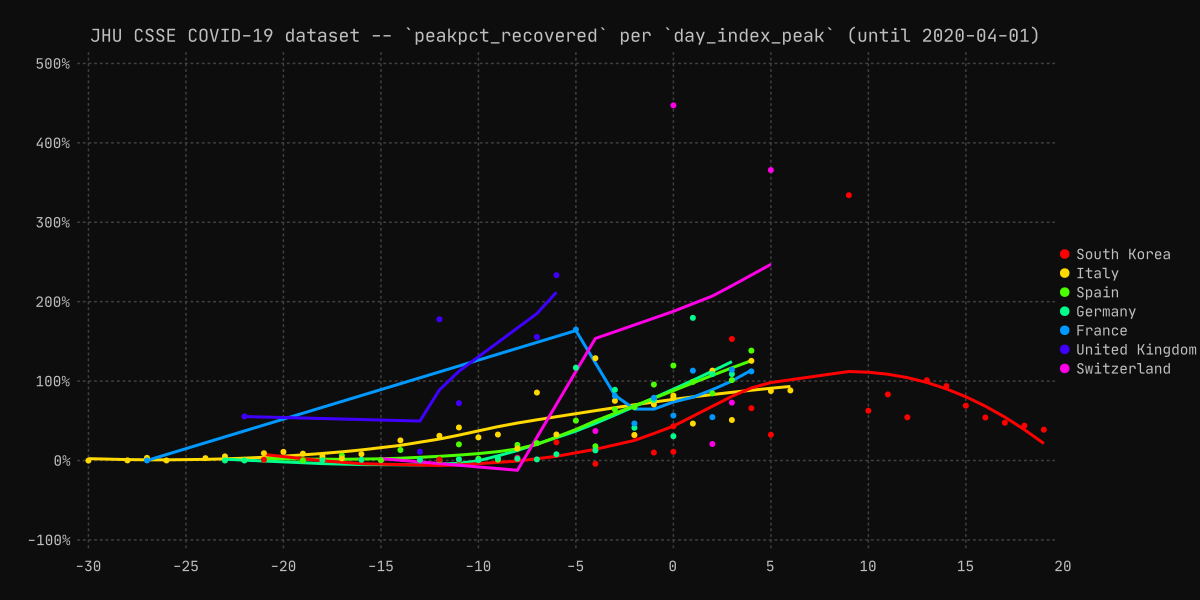 JHU CSSE COVID-19 dataset -- `peakpct_recovered` per `day_index_peak` (until 2020-04-01)
500%
400%
300%
200%
100%
0%
-100%
-30 -25 -20 -15 -10 -5 0 5 10 15 20
South Korea
Italy
Spain
Germany
France
United Kingdom
Switzerland